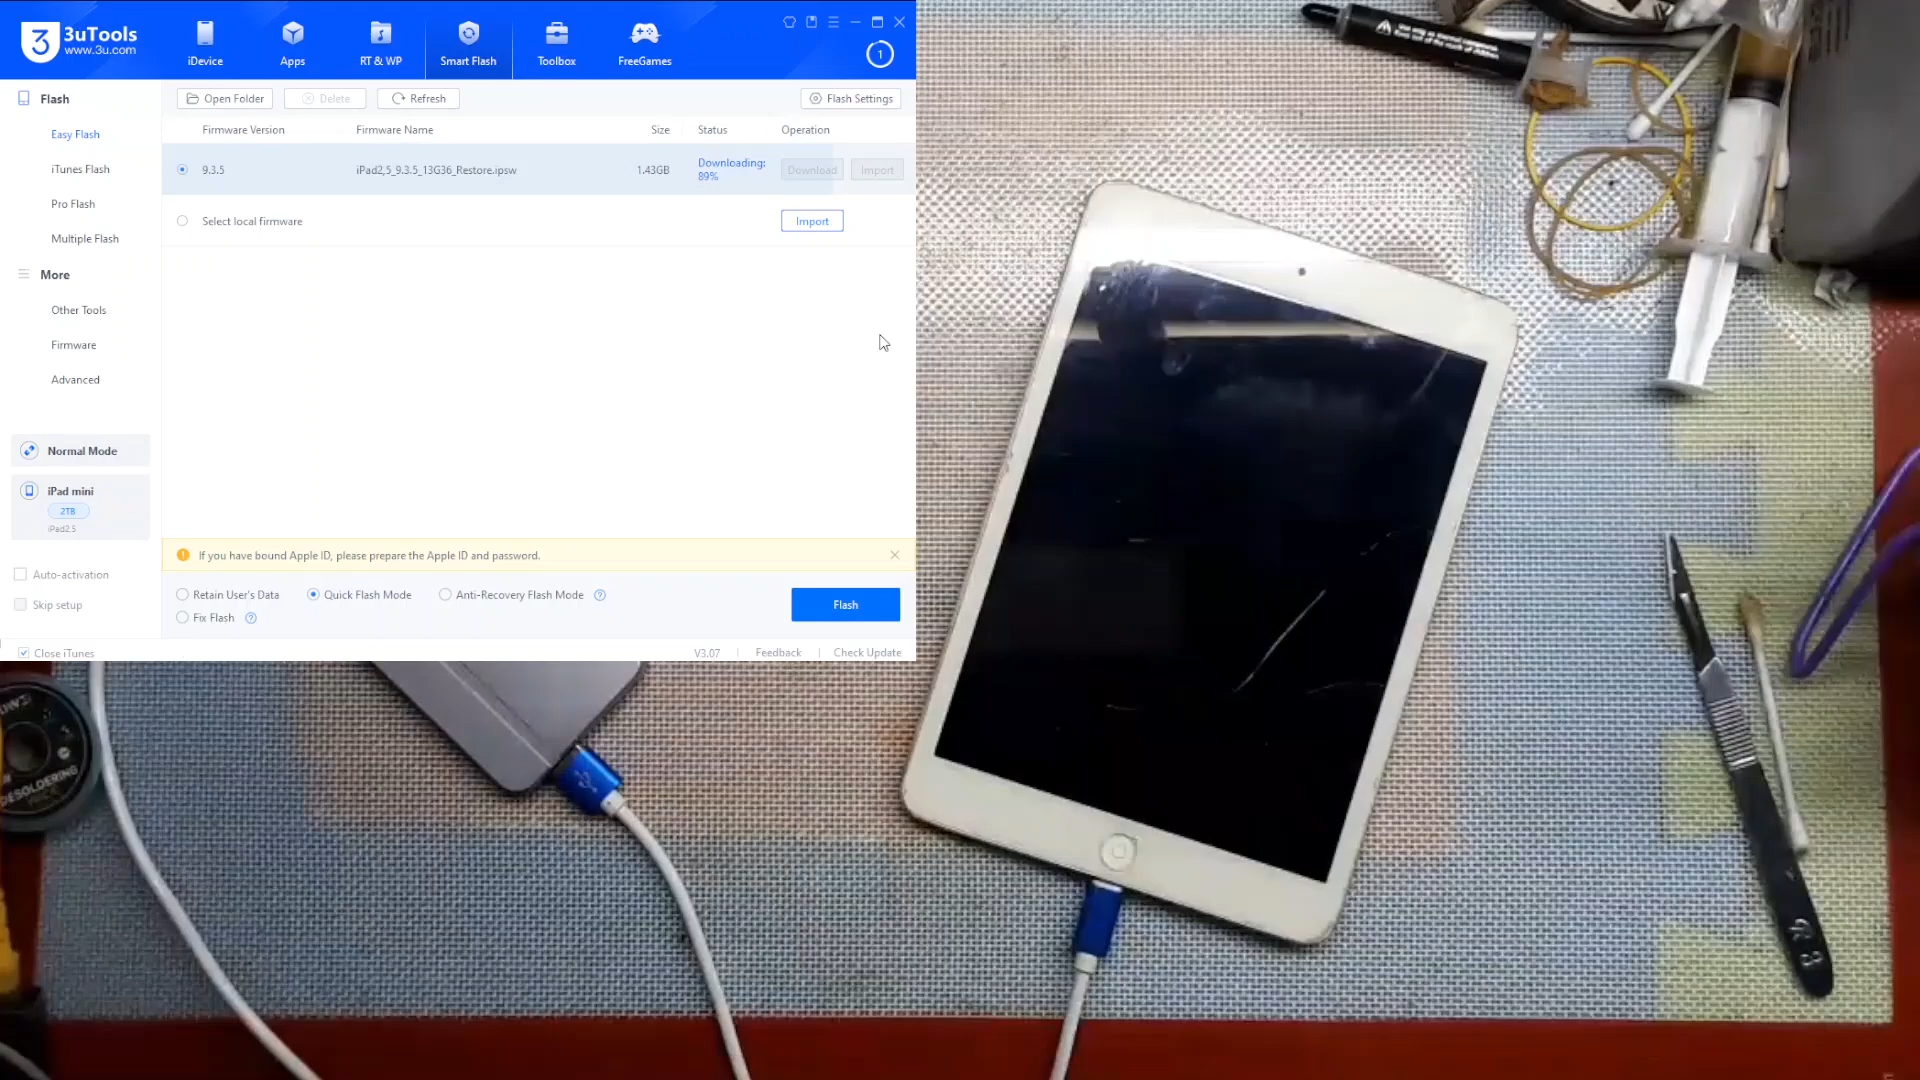 3uTools
www.3u.com
iDevice
Apps
RT & WP
Smart Flash
Toolbox
FreeGames
1
Flash
Easy Flash
iTunes Flash
Pro Flash
Multiple Flash
More
Other Tools
Firmware
Advanced
Normal Mode
iPad mini
2TB
iPad2,5
Auto-activation
Skip setup
Close iTunes
Open Folder
Delete
Refresh
Flash Settings
Firmware Version
Firmware Name
Size
Status
Operation
9.3.5
iPad2,5_9.3.5_13G36_Restore.ipsw
1.43GB
Downloading:
89%
Download
Import
Select local firmware
Import
If you have bound Apple ID, please prepare the Apple ID and password.
Retain User's Data
Quick Flash Mode
Anti-Recovery Flash Mode
Fix Flash
Flash
V3.07
Feedback
Check Update
DESOLDERING